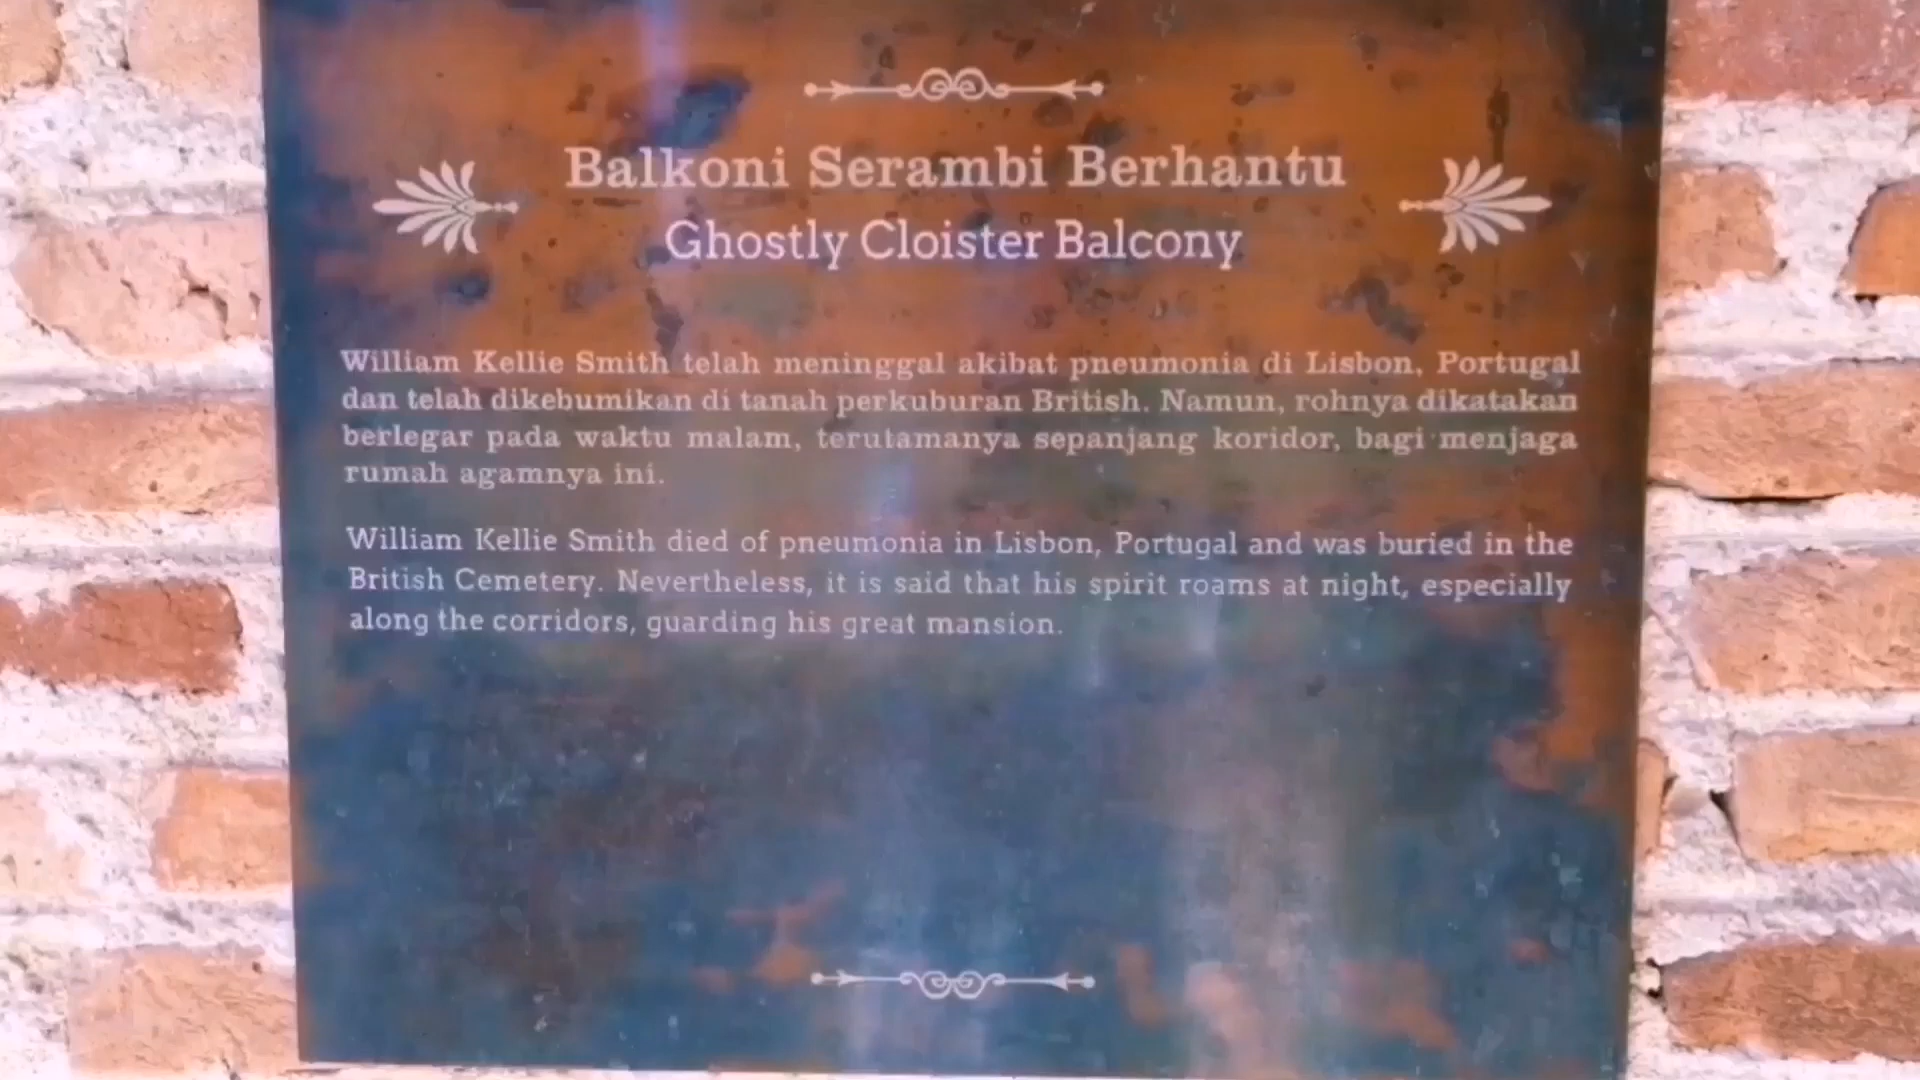 Balkoni Serambi Berhantu
Ghostly Cloister Balcony
William Kellie Smith telah meninggal akibat pneumonia di Lisbon, Portugal
dan telah dikebumikan di tanah perkuburan British. Namun, rohnya dikatakan
berlegar pada waktu malam, terutamanya sepanjang koridor, bagi menjaga
rumah agamnya ini.
William Kellie Smith died of pneumonia in Lisbon, Portugal and was buried in the
British Cemetery. Nevertheless, it is said that his spirit roams at night, especially
along the corridors, guarding his great mansion.